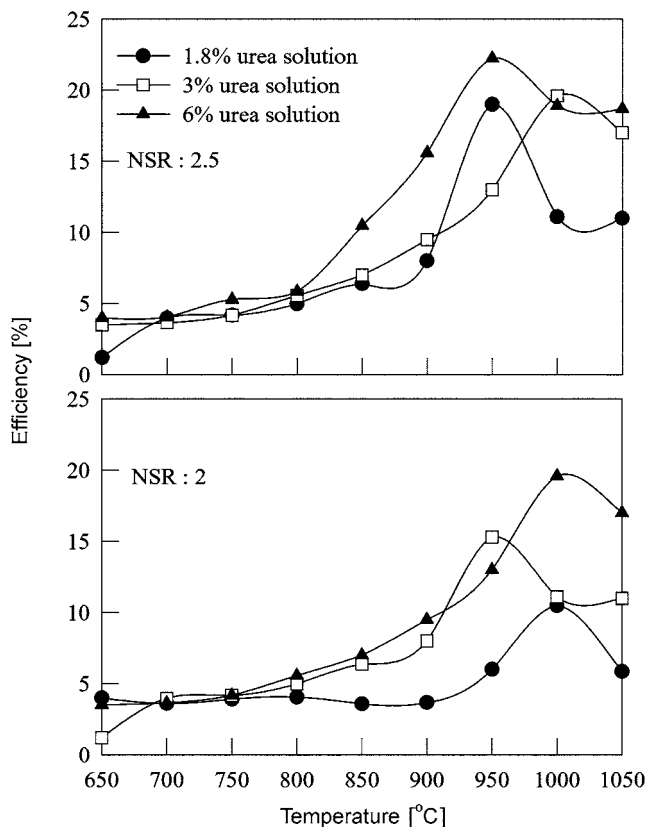 25
1.8% urea solution
3% urea solution
20
6% urea solution
NSR : 2.5
15
10
5
0
Efficiency [%]
25
20
NSR : 2
15
10
5
0
650 700 750 800 850 900 950 1000 1050
Temperature [°C]